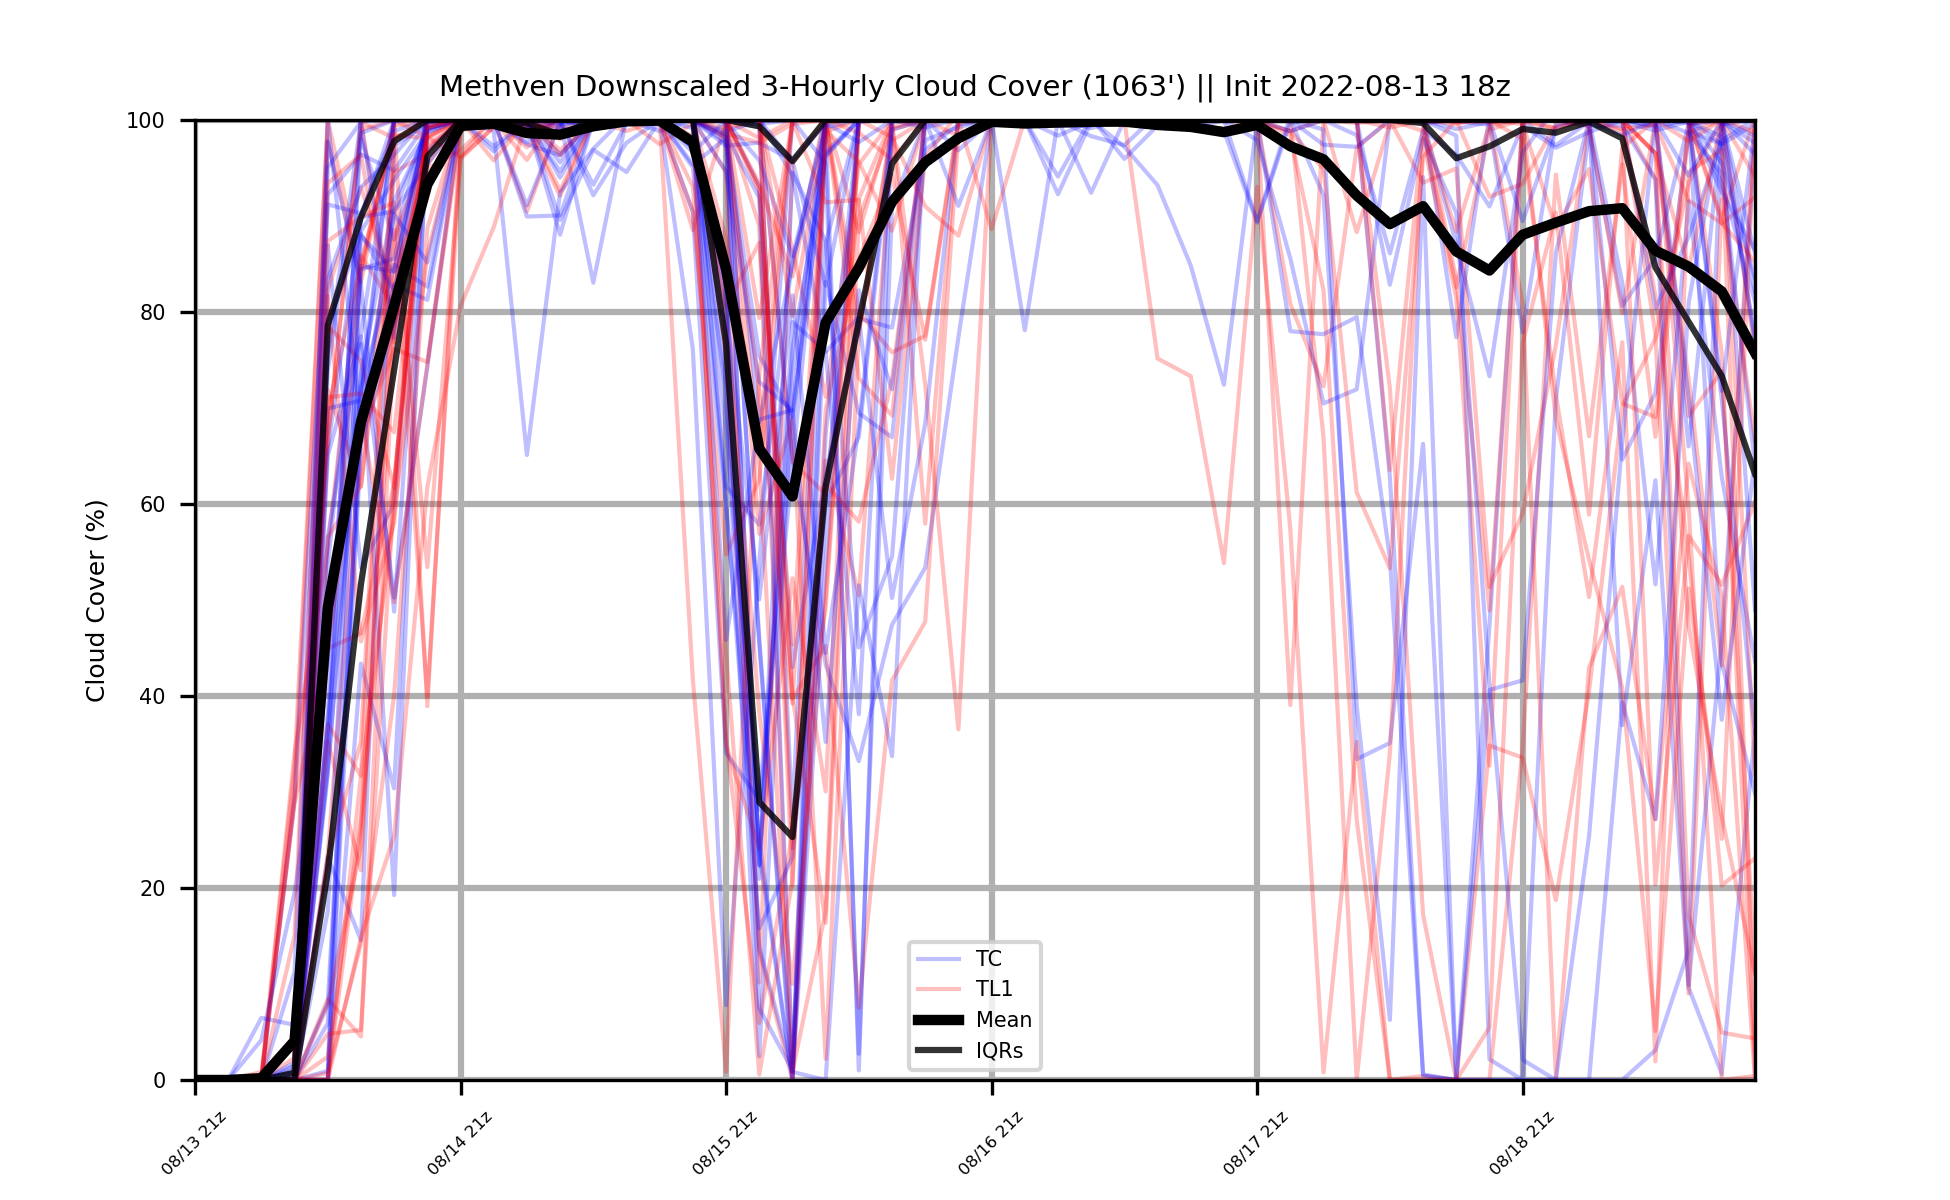 Methven Downscaled 3-Hourly Cloud Cover (1063') || Init 2022-08-13 18z
100
80
60
40
20
0
Cloud Cover (%)
TC
TL1
Mean
IQRs
08/13 21z
08/14 21z
08/15 21z
08/16 21z
08/17 21z
08/18 21z